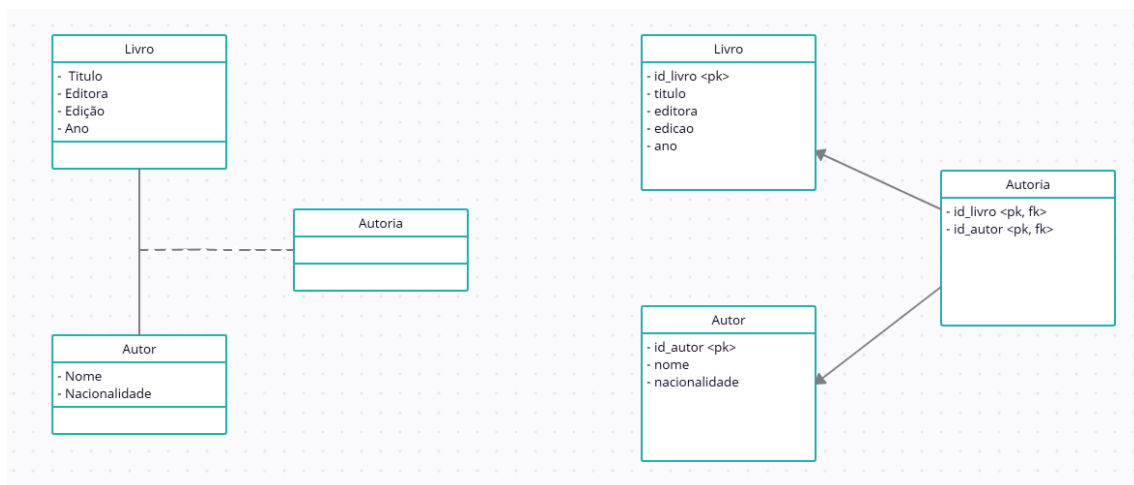 Livro
- Titulo
- Editora
- Edição
- Ano
Autoria
Autor
- Nome
- Nacionalidade
Livro
- id_livro <pk>
- titulo
- editora
- edicao
- ano
Autoria
- id_livro <pk, fk>
- id_autor <pk, fk>
Autor
- id_autor <pk>
- nome
- nacionalidade